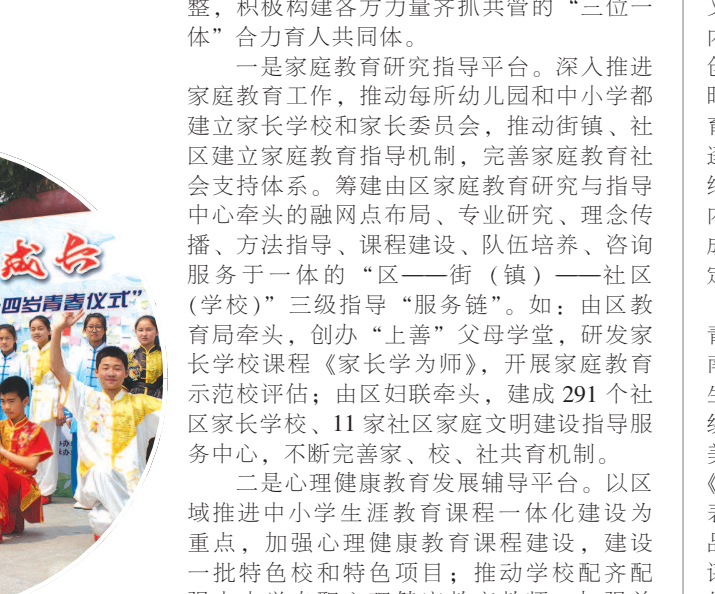 整，积极构建各方力量齐抓共管的“三位一
体”合力育人共同体。
一是家庭教育研究指导平台。深入推进
家庭教育工作，推动每所幼儿园和中小学都
建立家长学校和家长委员会，推动街镇、社
区建立家庭教育指导机制，完善家庭教育社
会支持体系。筹建由区家庭教育研究与指导
中心牵头的融网点布局、专业研究、理念传
播、方法指导、课程建设、队伍培养、咨询
服务于一体的“区——街（镇）——社区
(学校)”三级指导“服务链”。如：由区教
育局牵头，创办“上善”父母学堂，研发家
长学校课程《家长学为师》，开展家庭教育
示范校评估；由区妇联牵头，建成 291 个社
区家长学校、11 家社区家庭文明建设指导服
务中心，不断完善家、校、社共育机制。
二是心理健康教育发展辅导平台。以区
域推进中小学生涯教育课程一体化建设为
重点，加强心理健康教育课程建设，建设
一批特色校和特色项目；推动学校配齐配
成长
四岁青春仪式”